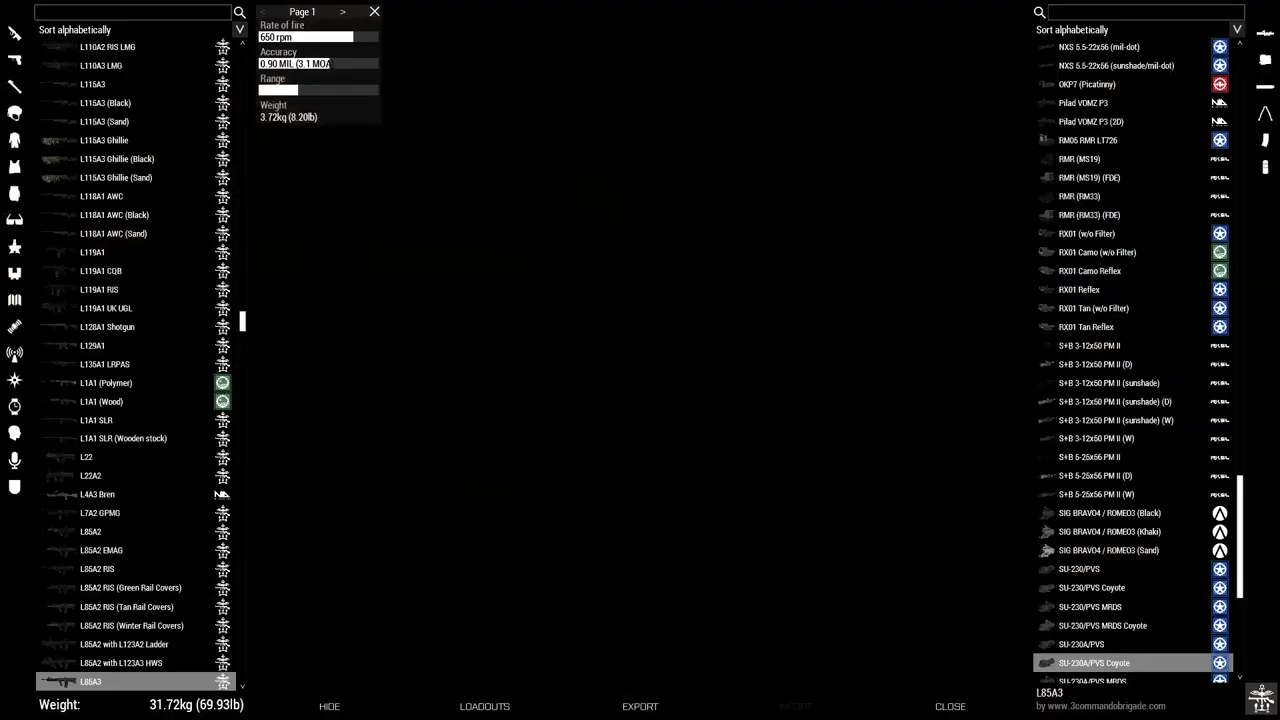 Sort alphabetically
L110A2 RIS LMG
L110A3 LMG
L115A3
L115A3 (Black)
L115A3 (Sand)
L115A3 Ghillie
L115A3 Ghillie (Black)
L115A3 Ghillie (Sand)
L118A1 AWC
L118A1 AWC (Black)
L118A1 AWC (Sand)
L119A1
L119A1 CQB
L119A1 RIS
L119A1 UK UGL
L128A1 Shotgun
L129A1
L135A1 LRPAS
L1A1 (Polymer)
L1A1 (Wood)
L1A1 SLR
L1A1 SLR (Wooden stock)
L22
L22A2
L4A3 Bren
L7A2 GPMG
L85A2
L85A2 EMAG
L85A2 RIS
L85A2 RIS (Green Rail Covers)
L85A2 RIS (Tan Rail Covers)
L85A2 RIS (Winter Rail Covers)
L85A2 with L123A2 Ladder
L85A2 with L123A3 HWS
L85A3
Weight: 31.72kg (69.93lb)
< Page 1 >
Rate of fire
650 rpm
Accuracy
0.90 MIL (3.1 MOA
Range
Weight
3.72kg (8.20lb)
HIDE
LOADOUTS
EXPORT
IMPORT
CLOSE
Sort alphabetically
NXS 5.5-22x56 (mil-dot)
NXS 5.5-22x56 (sunshade/mil-dot)
OKP7 (Picatinny)
Pilad VOMZ P3
Pilad VOMZ P3 (2D)
RM05 RMR LT726
RMR (MS19)
RMR (MS19) (FDE)
RMR (RM33)
RMR (RM33) (FDE)
RX01 (w/o Filter)
RX01 Camo (w/o Filter)
RX01 Camo Reflex
RX01 Reflex
RX01 Tan (w/o Filter)
RX01 Tan Reflex
S+B 3-12x50 PM II
S+B 3-12x50 PM II (D)
S+B 3-12x50 PM II (sunshade)
S+B 3-12x50 PM II (sunshade) (D)
S+B 3-12x50 PM II (sunshade) (W)
S+B 3-12x50 PM II (W)
S+B 5-25x56 PM II
S+B 5-25x56 PM II (D)
S+B 5-25x56 PM II (W)
SIG BRAVO4 / ROMEO3 (Black)
SIG BRAVO4 / ROMEO3 (Khaki)
SIG BRAVO4 / ROMEO3 (Sand)
SU-230/PVS
SU-230/PVS Coyote
SU-230/PVS MRDS
SU-230/PVS MRDS Coyote
SU-230A/PVS
SU-230A/PVS Coyote
SU-230A/PVS MRDS
L85A3
by www.3commandobrigade.com